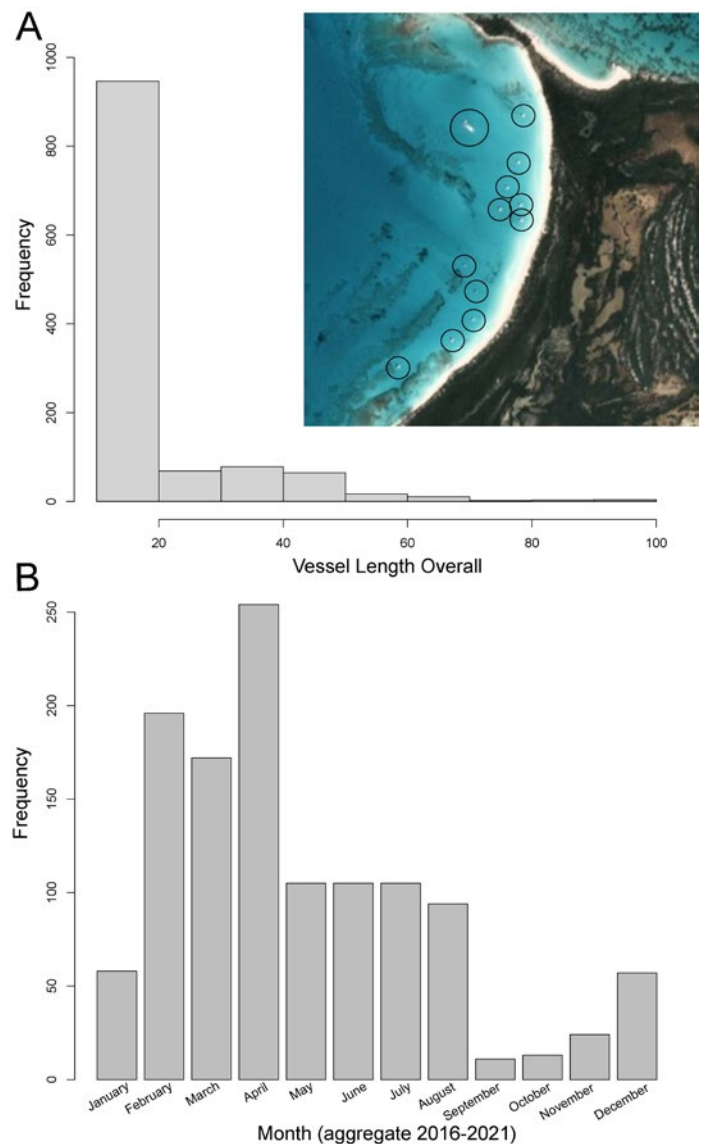 A
1000
800
600
400
200
0
Frequency
20 40 60 80 100
Vessel Length Overall
B
250
200
150
100
50
0
Frequency
January February March April May June July August September October November December
Month (aggregate 2016-2021)